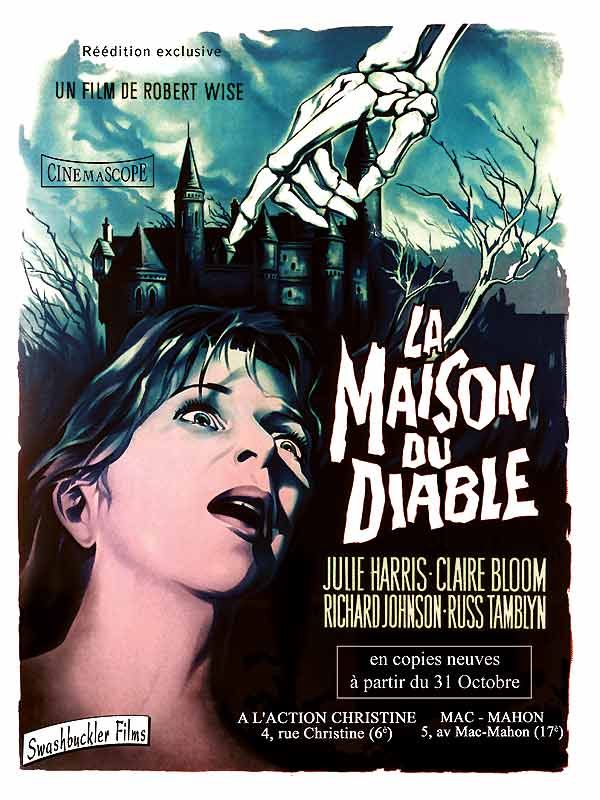 Réédition exclusive
UN FILM DE ROBERT WISE
CINEMASCOPE
LA
MAISON
DU
DIABLE
JULIE HARRIS · CLAIRE BLOOM
RICHARD JOHNSON · RUSS TAMBLYN
en copies neuves
à partir du 31 Octobre
A L'ACTION CHRISTINE
4, rue Christine (6è)
MAC - MAHON
5, av Mac-Mahon (17è)
Swashbuckler Films